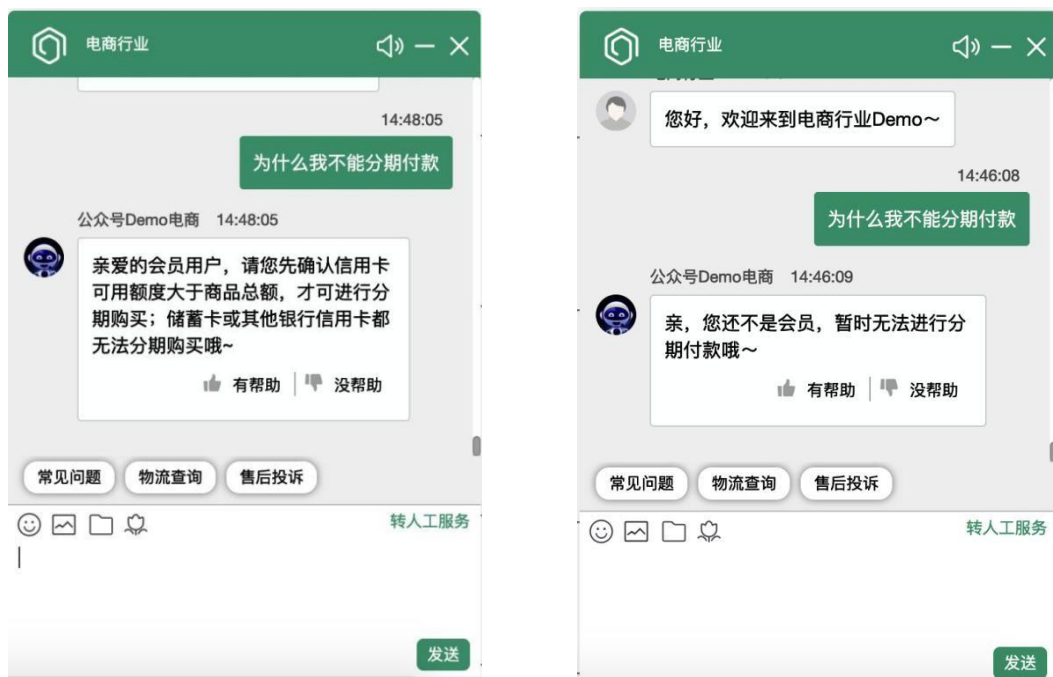 电商行业
14:48:05
为什么我不能分期付款
公众号Demo电商 14:48:05
亲爱的会员用户，请您先确认信用卡
可用额度大于商品总额，才可进行分
期购买；储蓄卡或其他银行信用卡都
无法分期购买哦~
有帮助 没帮助
常见问题 物流查询 售后投诉
转人工服务
发送
电商行业
您好，欢迎来到电商行业Demo～
14:46:08
为什么我不能分期付款
公众号Demo电商 14:46:09
亲，您还不是会员，暂时无法进行分
期付款哦～
有帮助 没帮助
常见问题 物流查询 售后投诉
转人工服务
发送